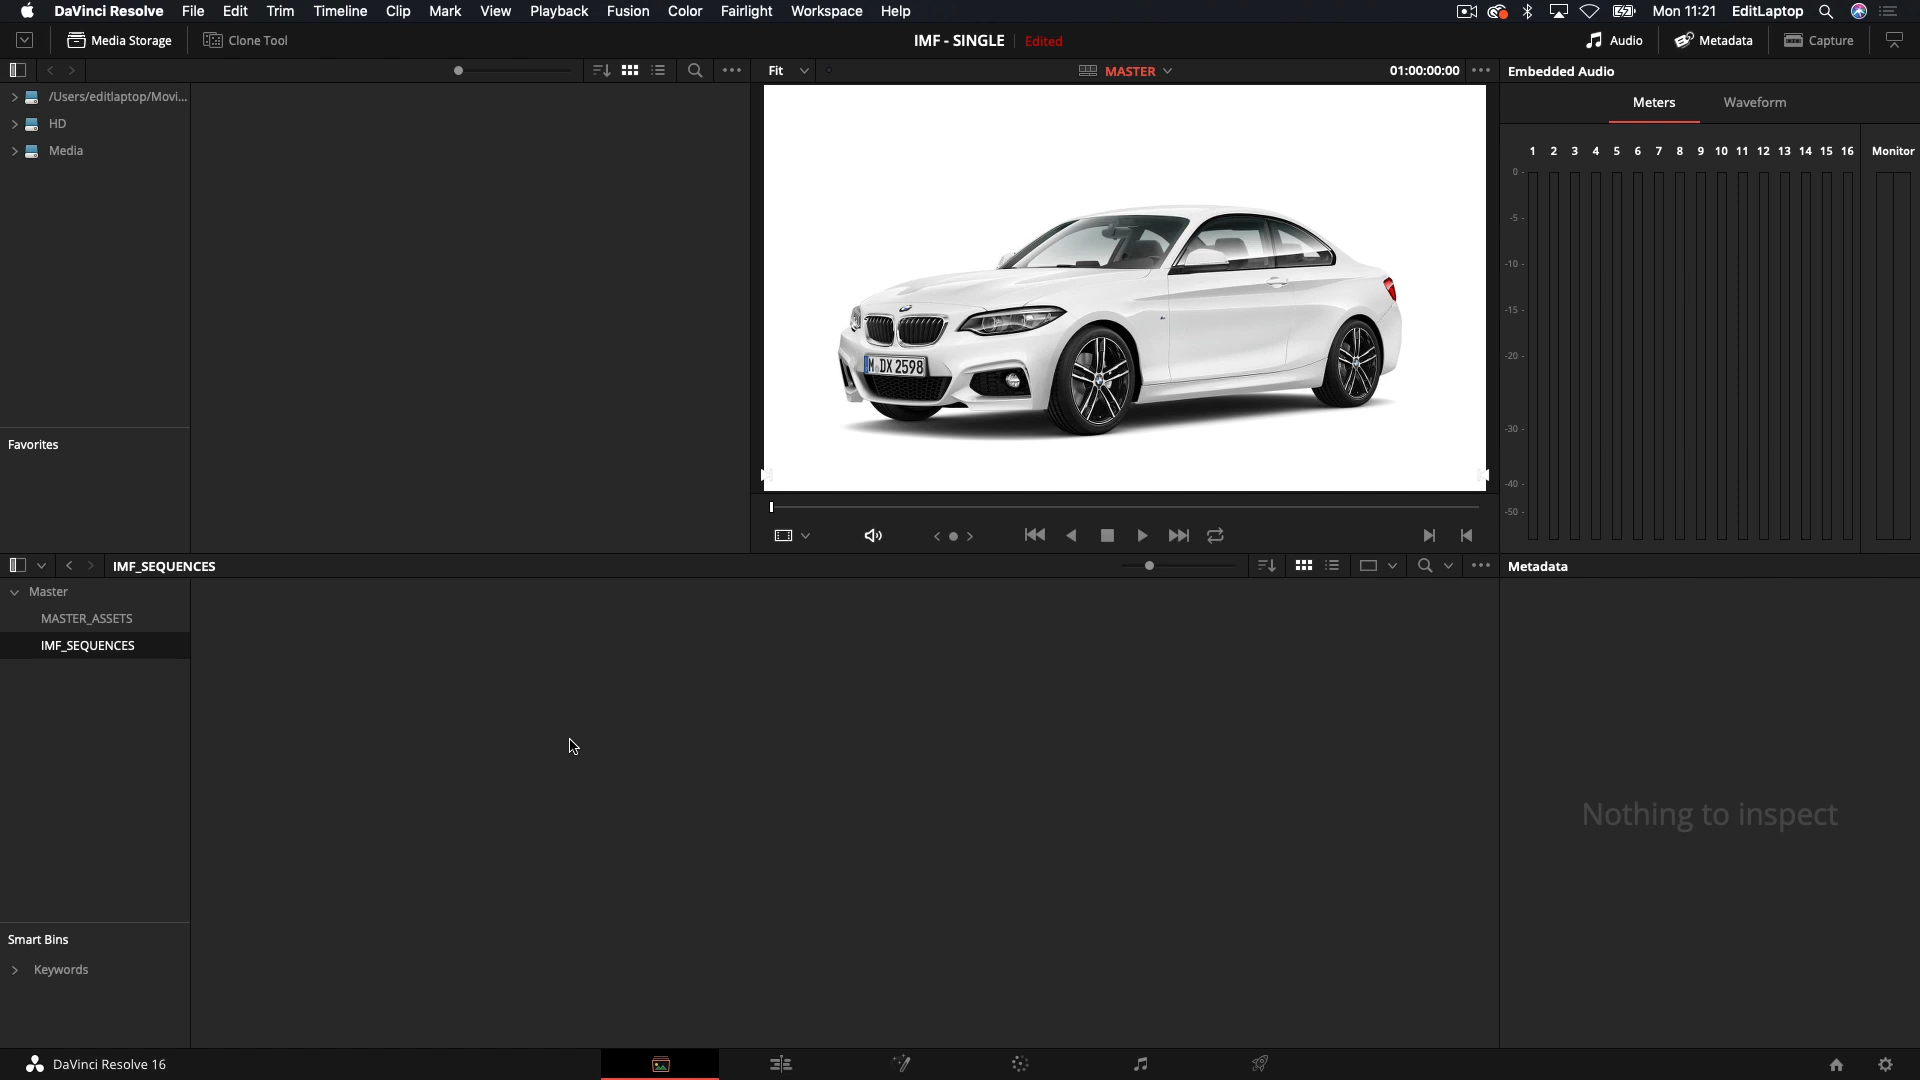 DaVinci Resolve File Edit Trim Timeline Clip Mark View Playback Fusion Color Fairlight Workspace Help Mon 11:21 EditLaptop
Media Storage Clone Tool IMF - SINGLE Edited Audio Metadata Capture
Fit MASTER 01:00:00:00 Embedded Audio
/Users/editlaptop/Movi...
HD
Media
Meters Waveform
1 2 3 4 5 6 7 8 9 10 11 12 13 14 15 16 Monitor
0 -
-5 -
-10 -
-15 -
-20 -
-30 -
-40 -
-50 -
M DX 2598
Favorites
IMF_SEQUENCES Metadata
Master
MASTER_ASSETS
IMF_SEQUENCES
Nothing to inspect
Smart Bins
Keywords
DaVinci Resolve 16